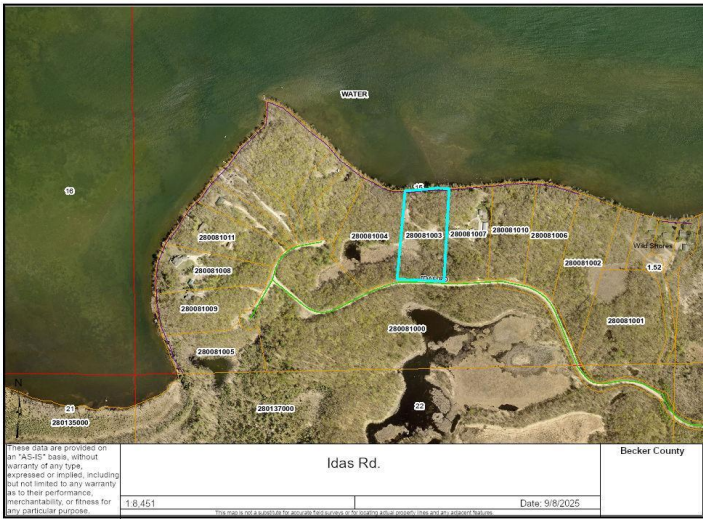 WATER
16
15
280081011
280081004
280081003
280081007
280081010
280081006
Wild Shores
280081008
280081002
1.52
280081009
280081000
280081001
280081005
N
21
280135000
280137000
22
These data are provided on
an "AS-IS" basis, without
warranty of any type,
expressed or implied, including
but not limited to any warranty
as to their performance,
merchantability, or fitness for
any particular purpose.
Idas Rd.
Becker County
1:8,451
Date: 9/8/2025
This map is not a substitute for accurate field surveys or for locating actual property lines and any adjacent features.